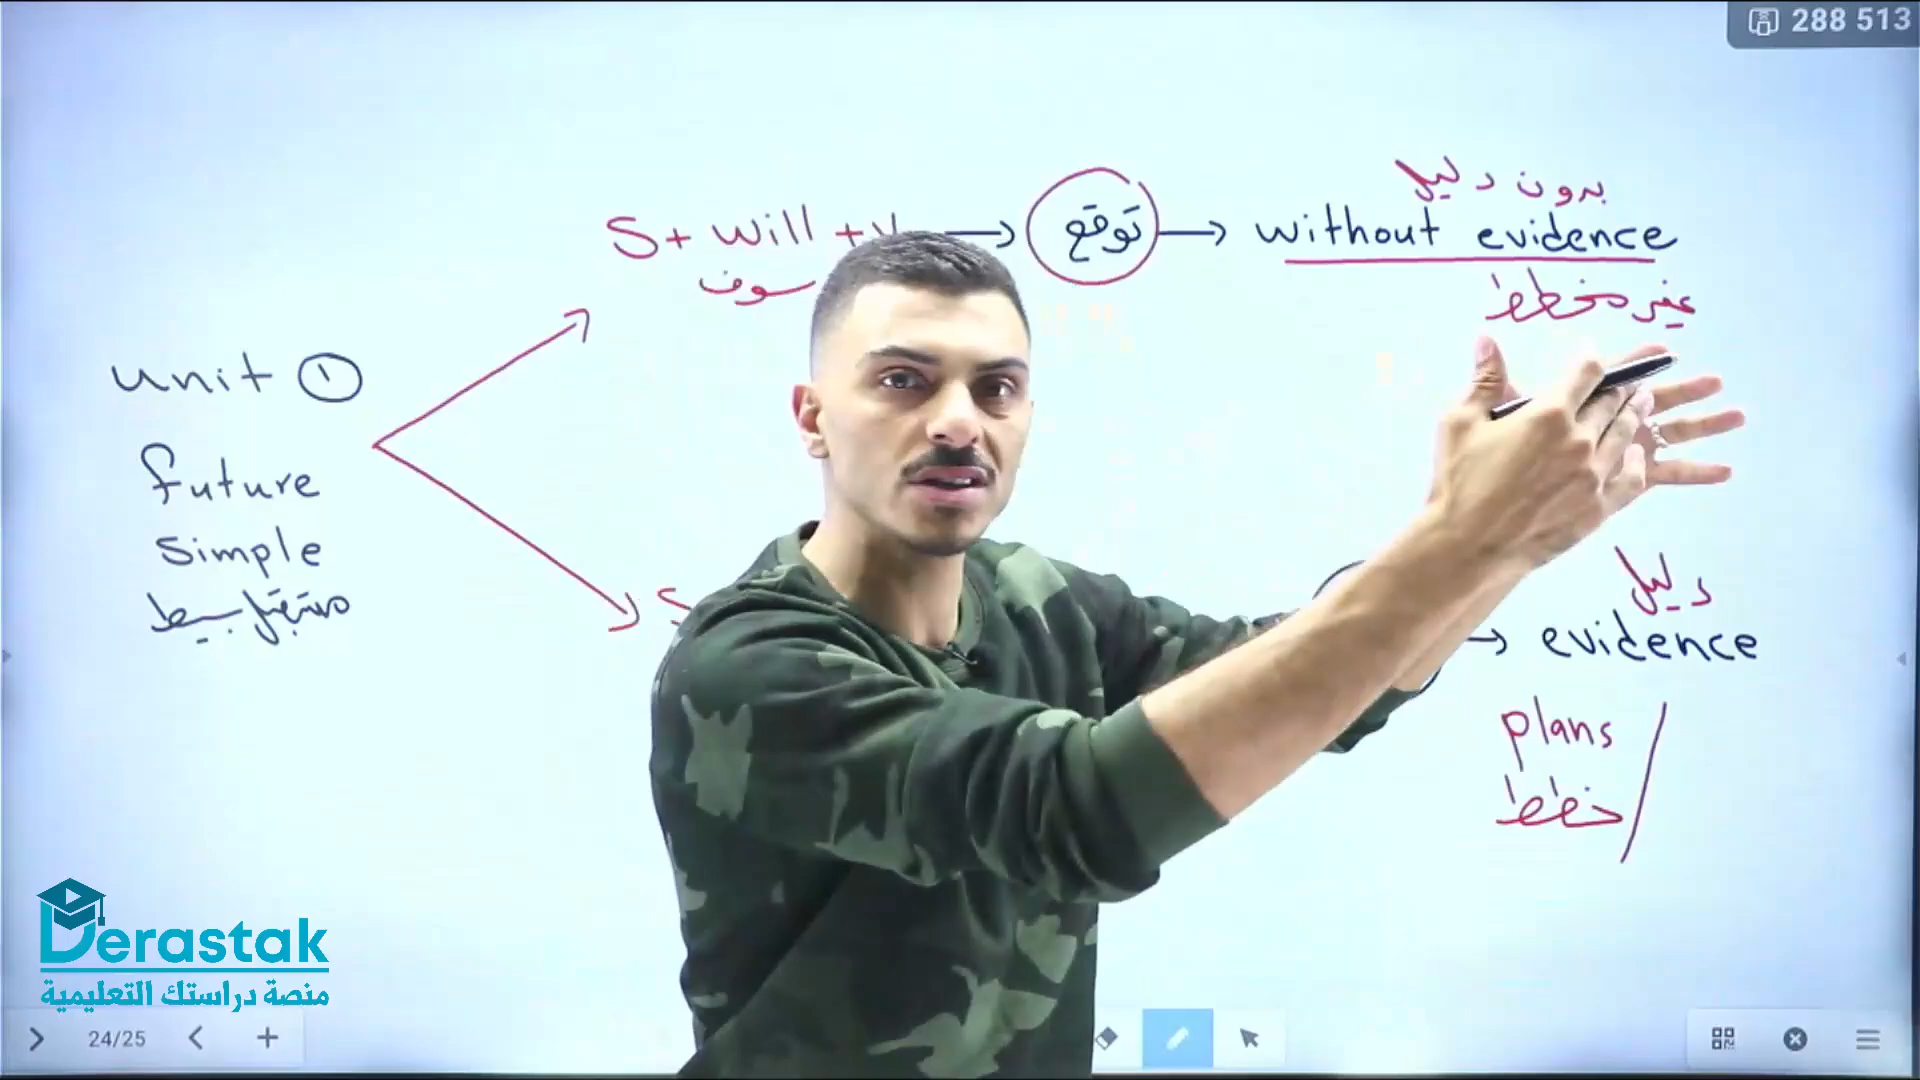 288 513
بدون دليل
S + will + v → توقع → without evidence
سوف
غير مخطط
unit ①
future
simple
مستقبل بسيط
S
دليل
→ evidence
plans
خطط
Derastak
منصة دراستك التعليمية
24/25